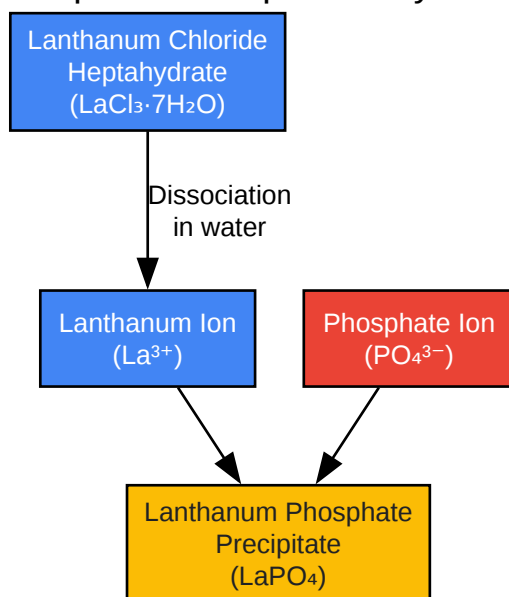 Lanthanum Chloride
Heptahydrate
(LaCl₃·7H₂O)
Dissociation
in water
Lanthanum Ion
(La³⁺)
Phosphate Ion
(PO₄³⁻)
Lanthanum Phosphate
Precipitate
(LaPO₄)